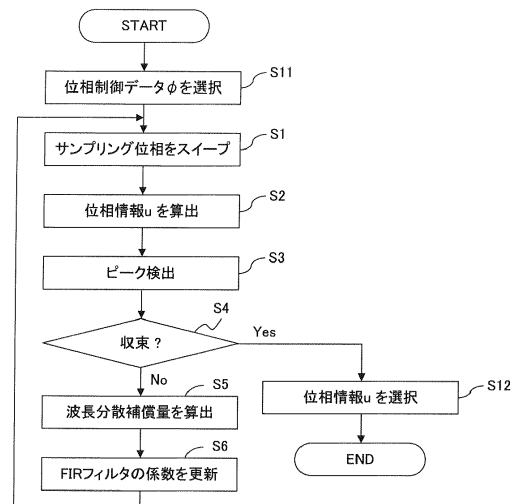 START
位相制御データφを選択
S11
サンプリング位相をスイープ
S1
位相情報u を算出
S2
ピーク検出
S3
収束?
S4
Yes
No
波長分散補償量を算出
S5
位相情報u を選択
S12
FIRフィルタの係数を更新
S6
END